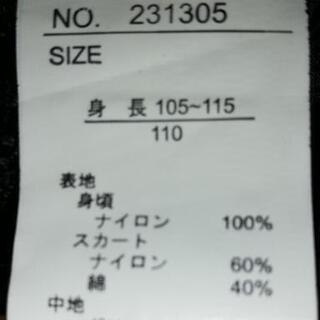 NO. 231305
SIZE
身 長 105~115
110
表地
身頃
ナイロン 100%
スカート
ナイロン 60%
綿 40%
中地